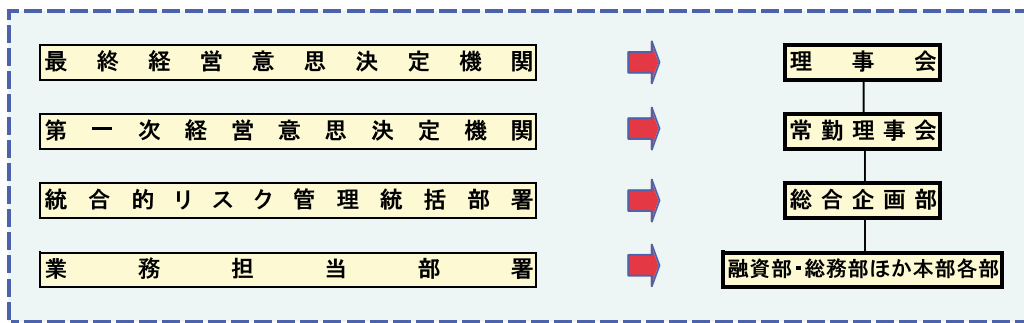 最終経営意思決定機関
理事会
第一次経営意思決定機関
常勤理事会
統合的リスク管理統括部署
総合企画部
業務担当部署
融資部・総務部ほか本部各部